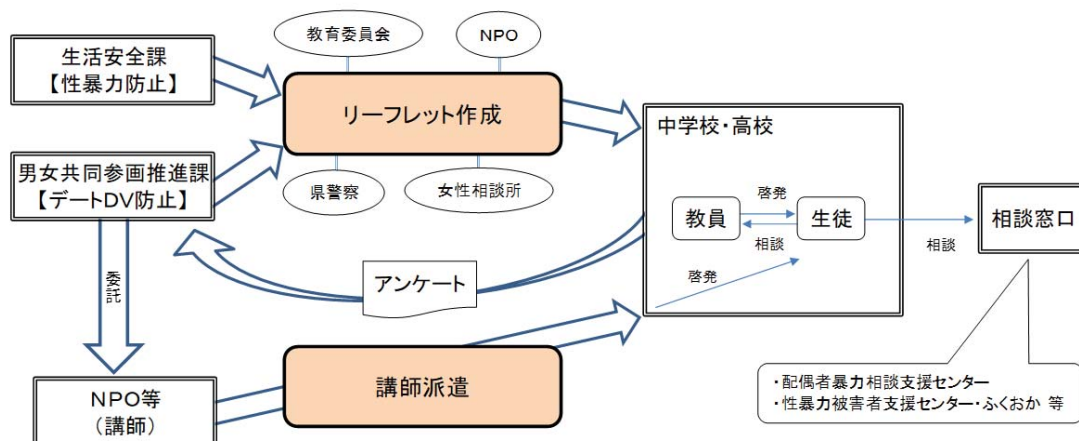 教育委員会
NPO
生活安全課
【性暴力防止】
リーフレット作成
男女共同参画推進課
【デートDV防止】
県警察
女性相談所
中学校・高校
教員
啓発
相談
生徒
啓発
相談
相談窓口
アンケート
委託
NPO等
(講師)
講師派遣
・配偶者暴力相談支援センター
・性暴力被害者支援センター・ふくおか 等